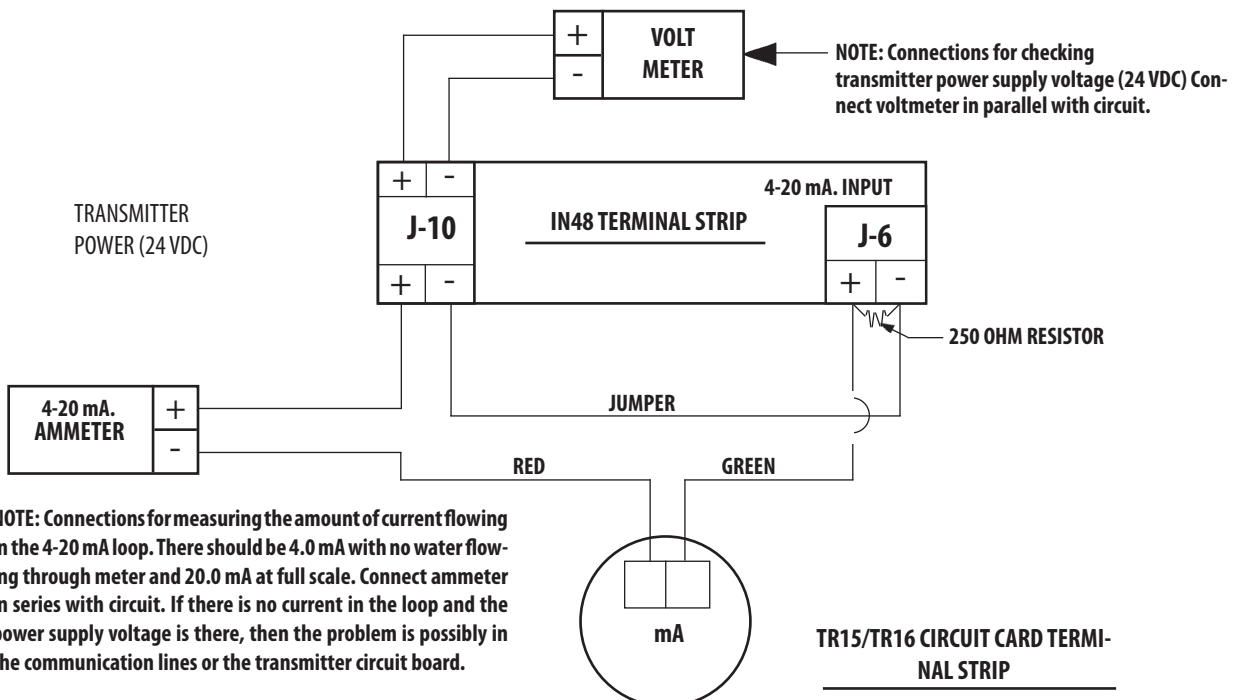 + VOLT
- METER
NOTE: Connections for checking
transmitter power supply voltage (24 VDC) Con-
nect voltmeter in parallel with circuit.
TRANSMITTER
POWER (24 VDC)
+ -
J-10
+ -
IN48 TERMINAL STRIP
4-20 mA. INPUT
J-6
+ -
250 OHM RESISTOR
JUMPER
4-20 mA. +
AMMETER
-
RED
GREEN
NOTE: Connections for measuring the amount of current flowing
n the 4-20 mA loop. There should be 4.0 mA with no water flow-
ng through meter and 20.0 mA at full scale. Connect ammeter
n series with circuit. If there is no current in the loop and the
power supply voltage is there, then the problem is possibly in
he communication lines or the transmitter circuit board.
mA
TR15/TR16 CIRCUIT CARD TERMI-
NAL STRIP